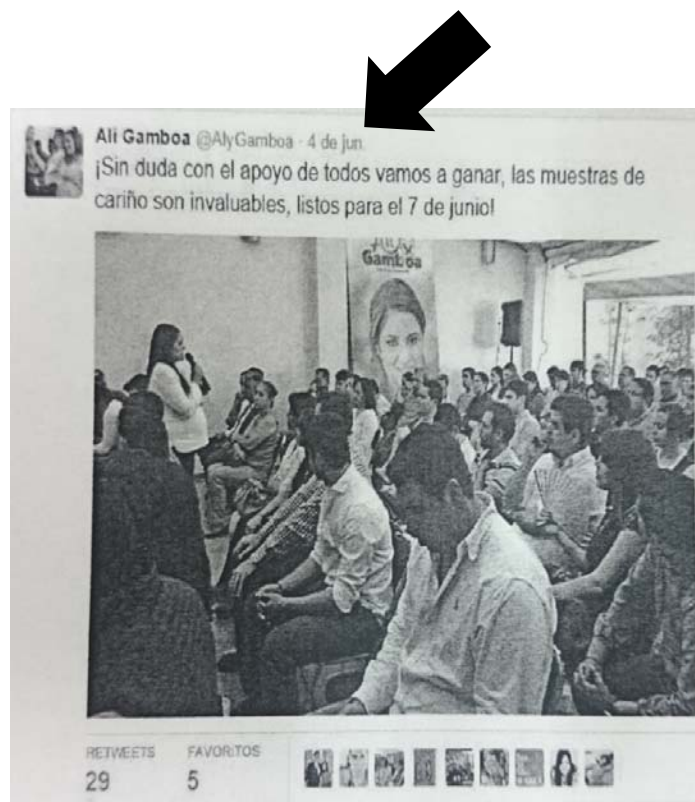 Ali Gamboa @AlyGamboa · 4 de jun.
¡Sin duda con el apoyo de todos vamos a ganar, las muestras de
cariño son invaluables, listos para el 7 de junio!
Aly
Gamboa
RETWEETS FAVORITOS
29 5